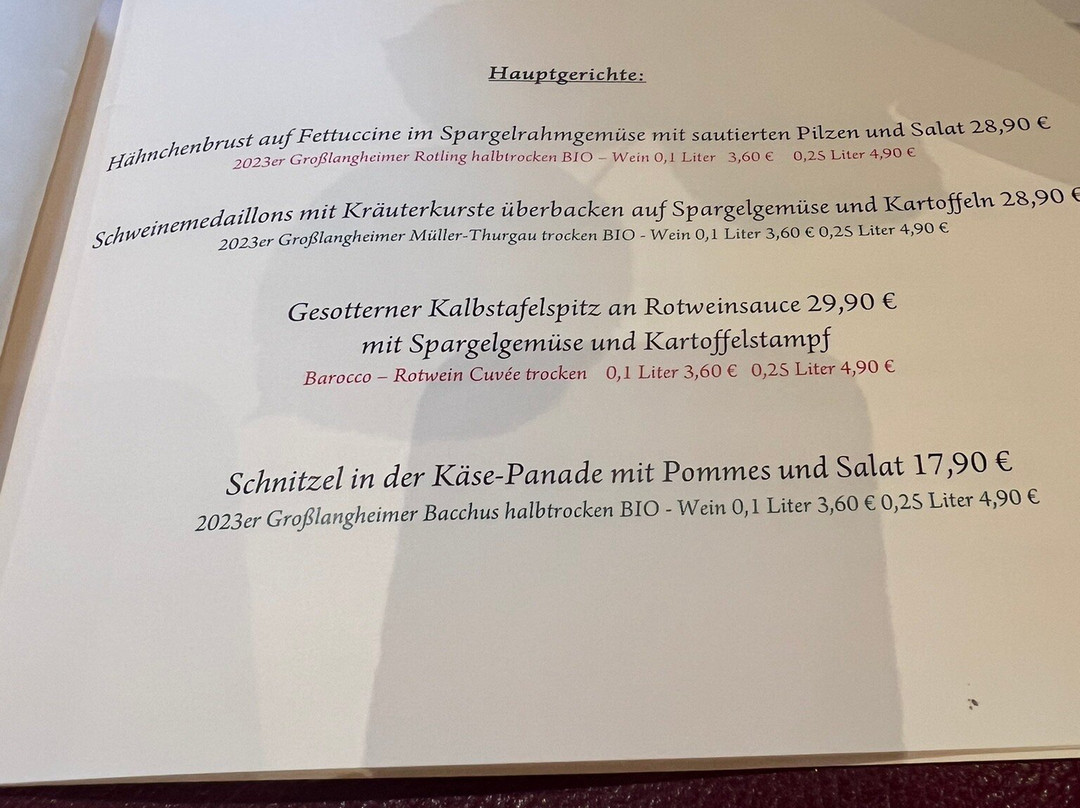 Hauptgerichte:
Hähnchenbrust auf Fettuccine im Spargelrahmgemüse mit sautierten Pilzen und Salat 28,90 €
2023er Großlangheimer Rotling halbtrocken BIO – Wein 0,1 Liter 3,60 € 0,25 Liter 4,90 €
Schweinemedaillons mit Kräuterkurste überbacken auf Spargelgemüse und Kartoffeln 28,90 €
2023er Großlangheimer Müller-Thurgau trocken BIO - Wein 0,1 Liter 3,60 € 0,25 Liter 4,90 €
Gesotterner Kalbstafelspitz an Rotweinsauce 29,90 €
mit Spargelgemüse und Kartoffelstampf
Barocco – Rotwein Cuvée trocken 0,1 Liter 3,60 € 0,25 Liter 4,90 €
Schnitzel in der Käse-Panade mit Pommes und Salat 17,90 €
2023er Großlangheimer Bacchus halbtrocken BIO - Wein 0,1 Liter 3,60 € 0,25 Liter 4,90 €